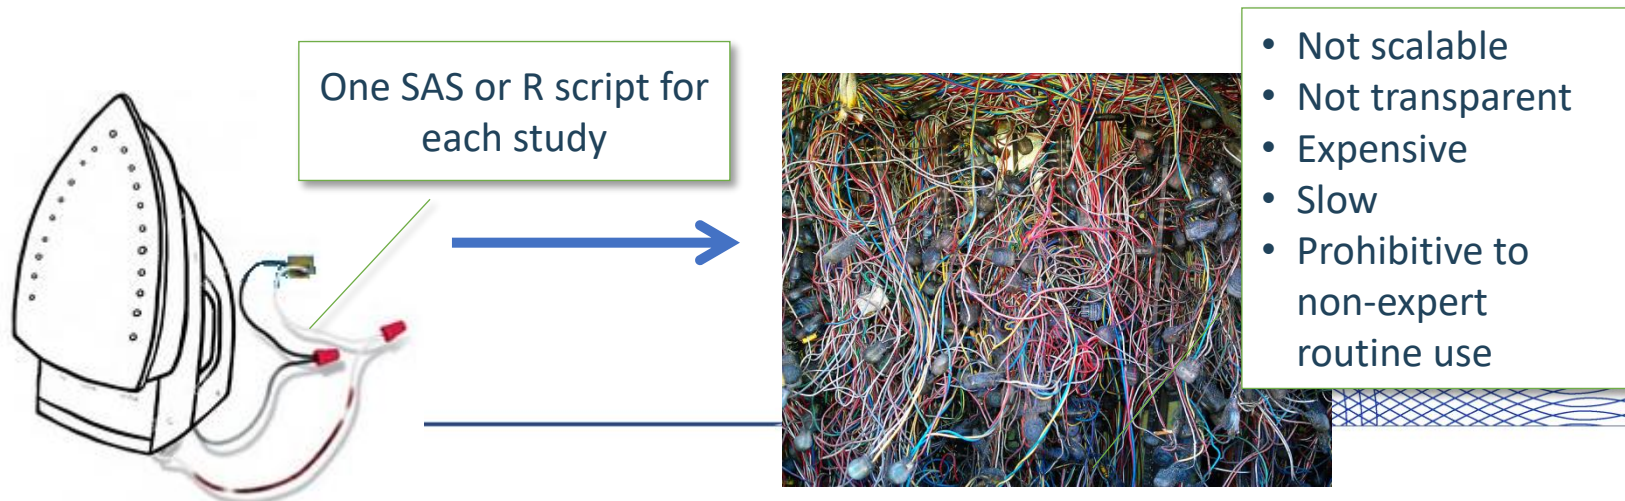 One SAS or R script for
each study
• Not scalable
• Not transparent
• Expensive
• Slow
• Prohibitive to
non-expert
routine use